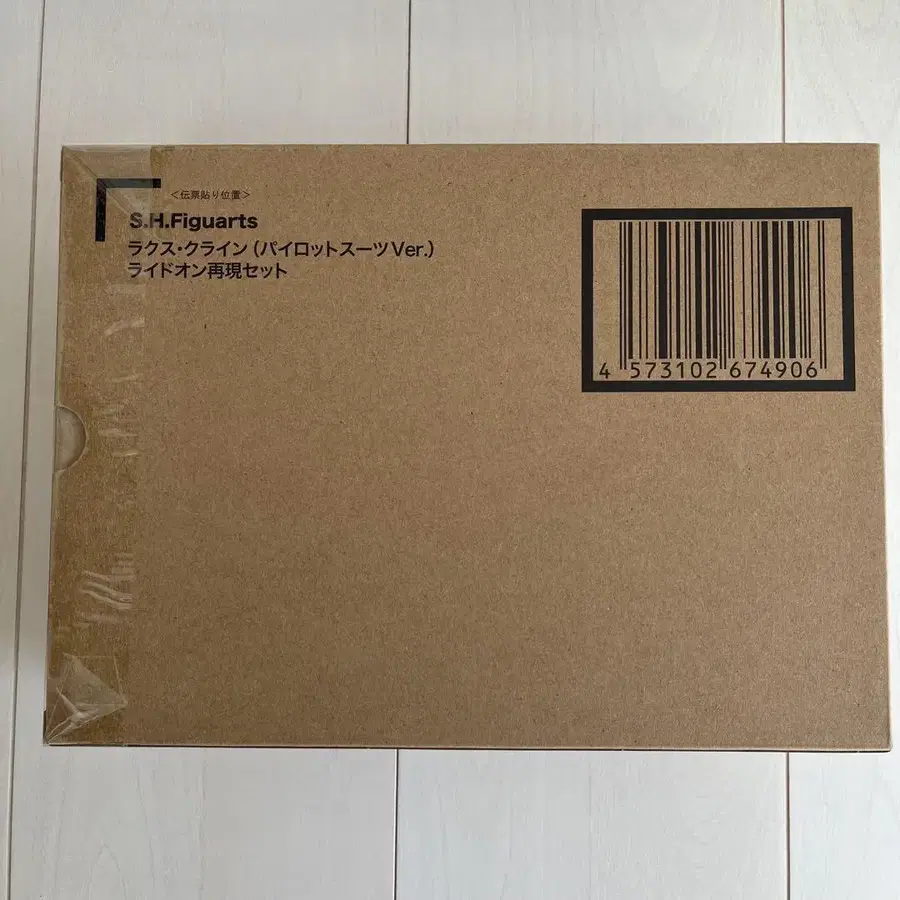 ＜伝票貼り位置＞
S.H.Figuarts
ラクス・クライン（パイロットスーツVer.）
ライドオン再現セット
4 573102 674906